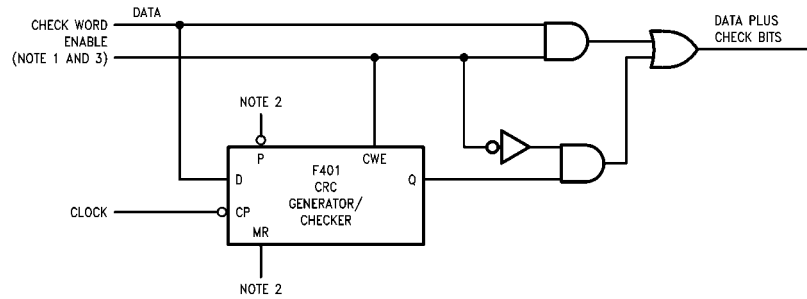 DATA
CHECK WORD
ENABLE
(NOTE 1 AND 3)
DATA PLUS
CHECK BITS
NOTE 2
P
CWE
F401
CRC
GENERATOR/
CHECKER
D
Q
CLOCK
CP
MR
NOTE 2